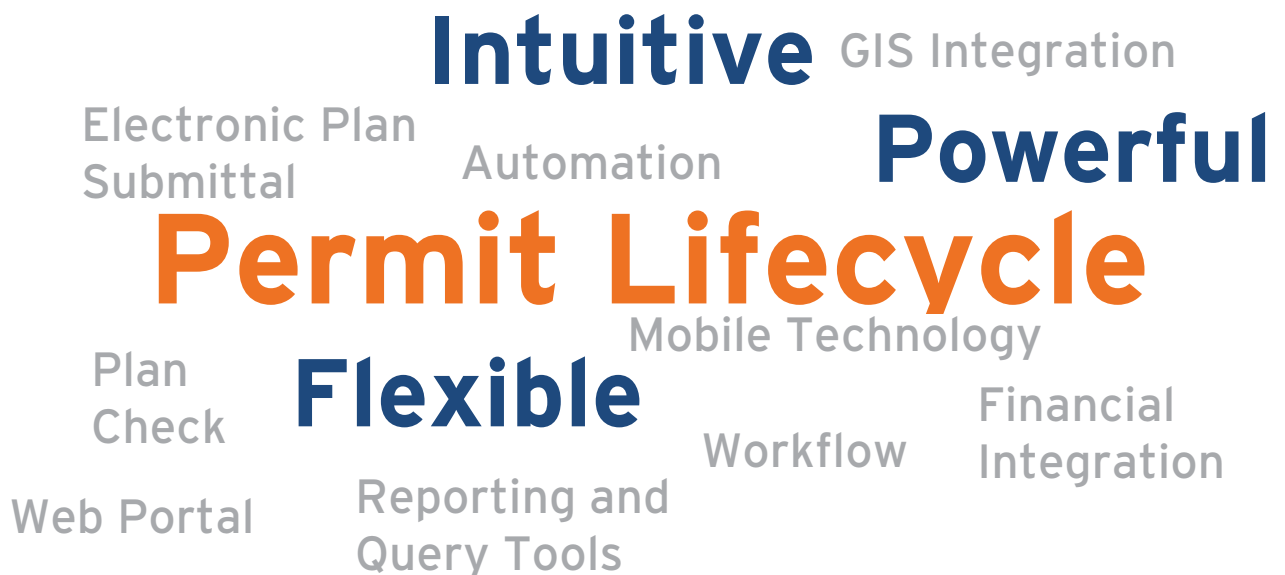 Intuitive
GIS Integration
Electronic Plan
Submittal
Automation
Powerful
Permit Lifecycle
Mobile Technology
Plan
Check
Flexible
Financial
Integration
Workflow
Web Portal
Reporting and
Query Tools